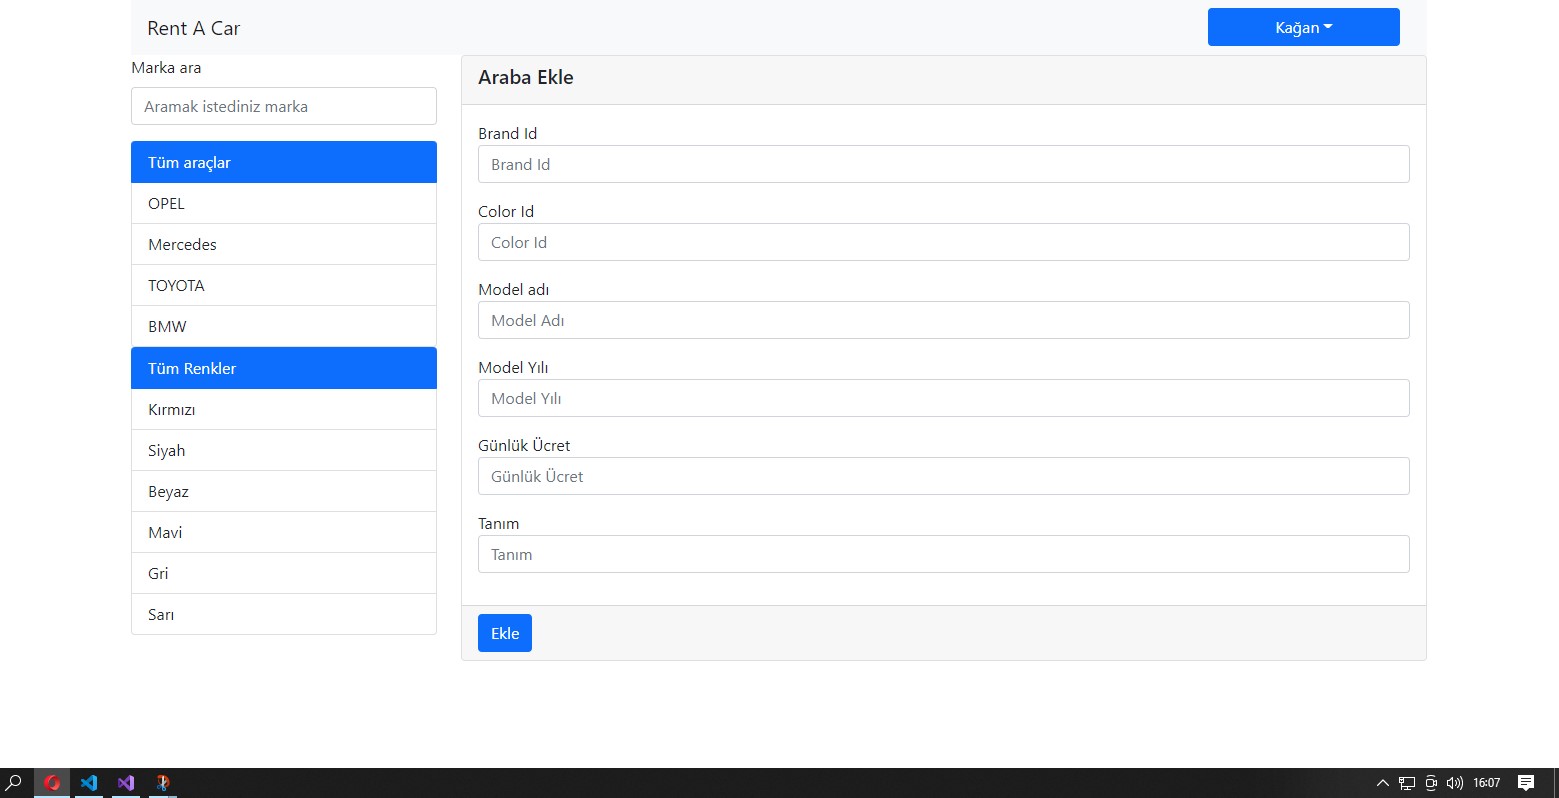 Rent A Car
Kağan
Marka ara
Aramak istediniz marka
Tüm araçlar
OPEL
Mercedes
TOYOTA
BMW
Tüm Renkler
Kırmızı
Siyah
Beyaz
Mavi
Gri
Sarı
Araba Ekle
Brand Id
Brand Id
Color Id
Color Id
Model adı
Model Adı
Model Yılı
Model Yılı
Günlük Ücret
Günlük Ücret
Tanım
Tanım
Ekle
16:07